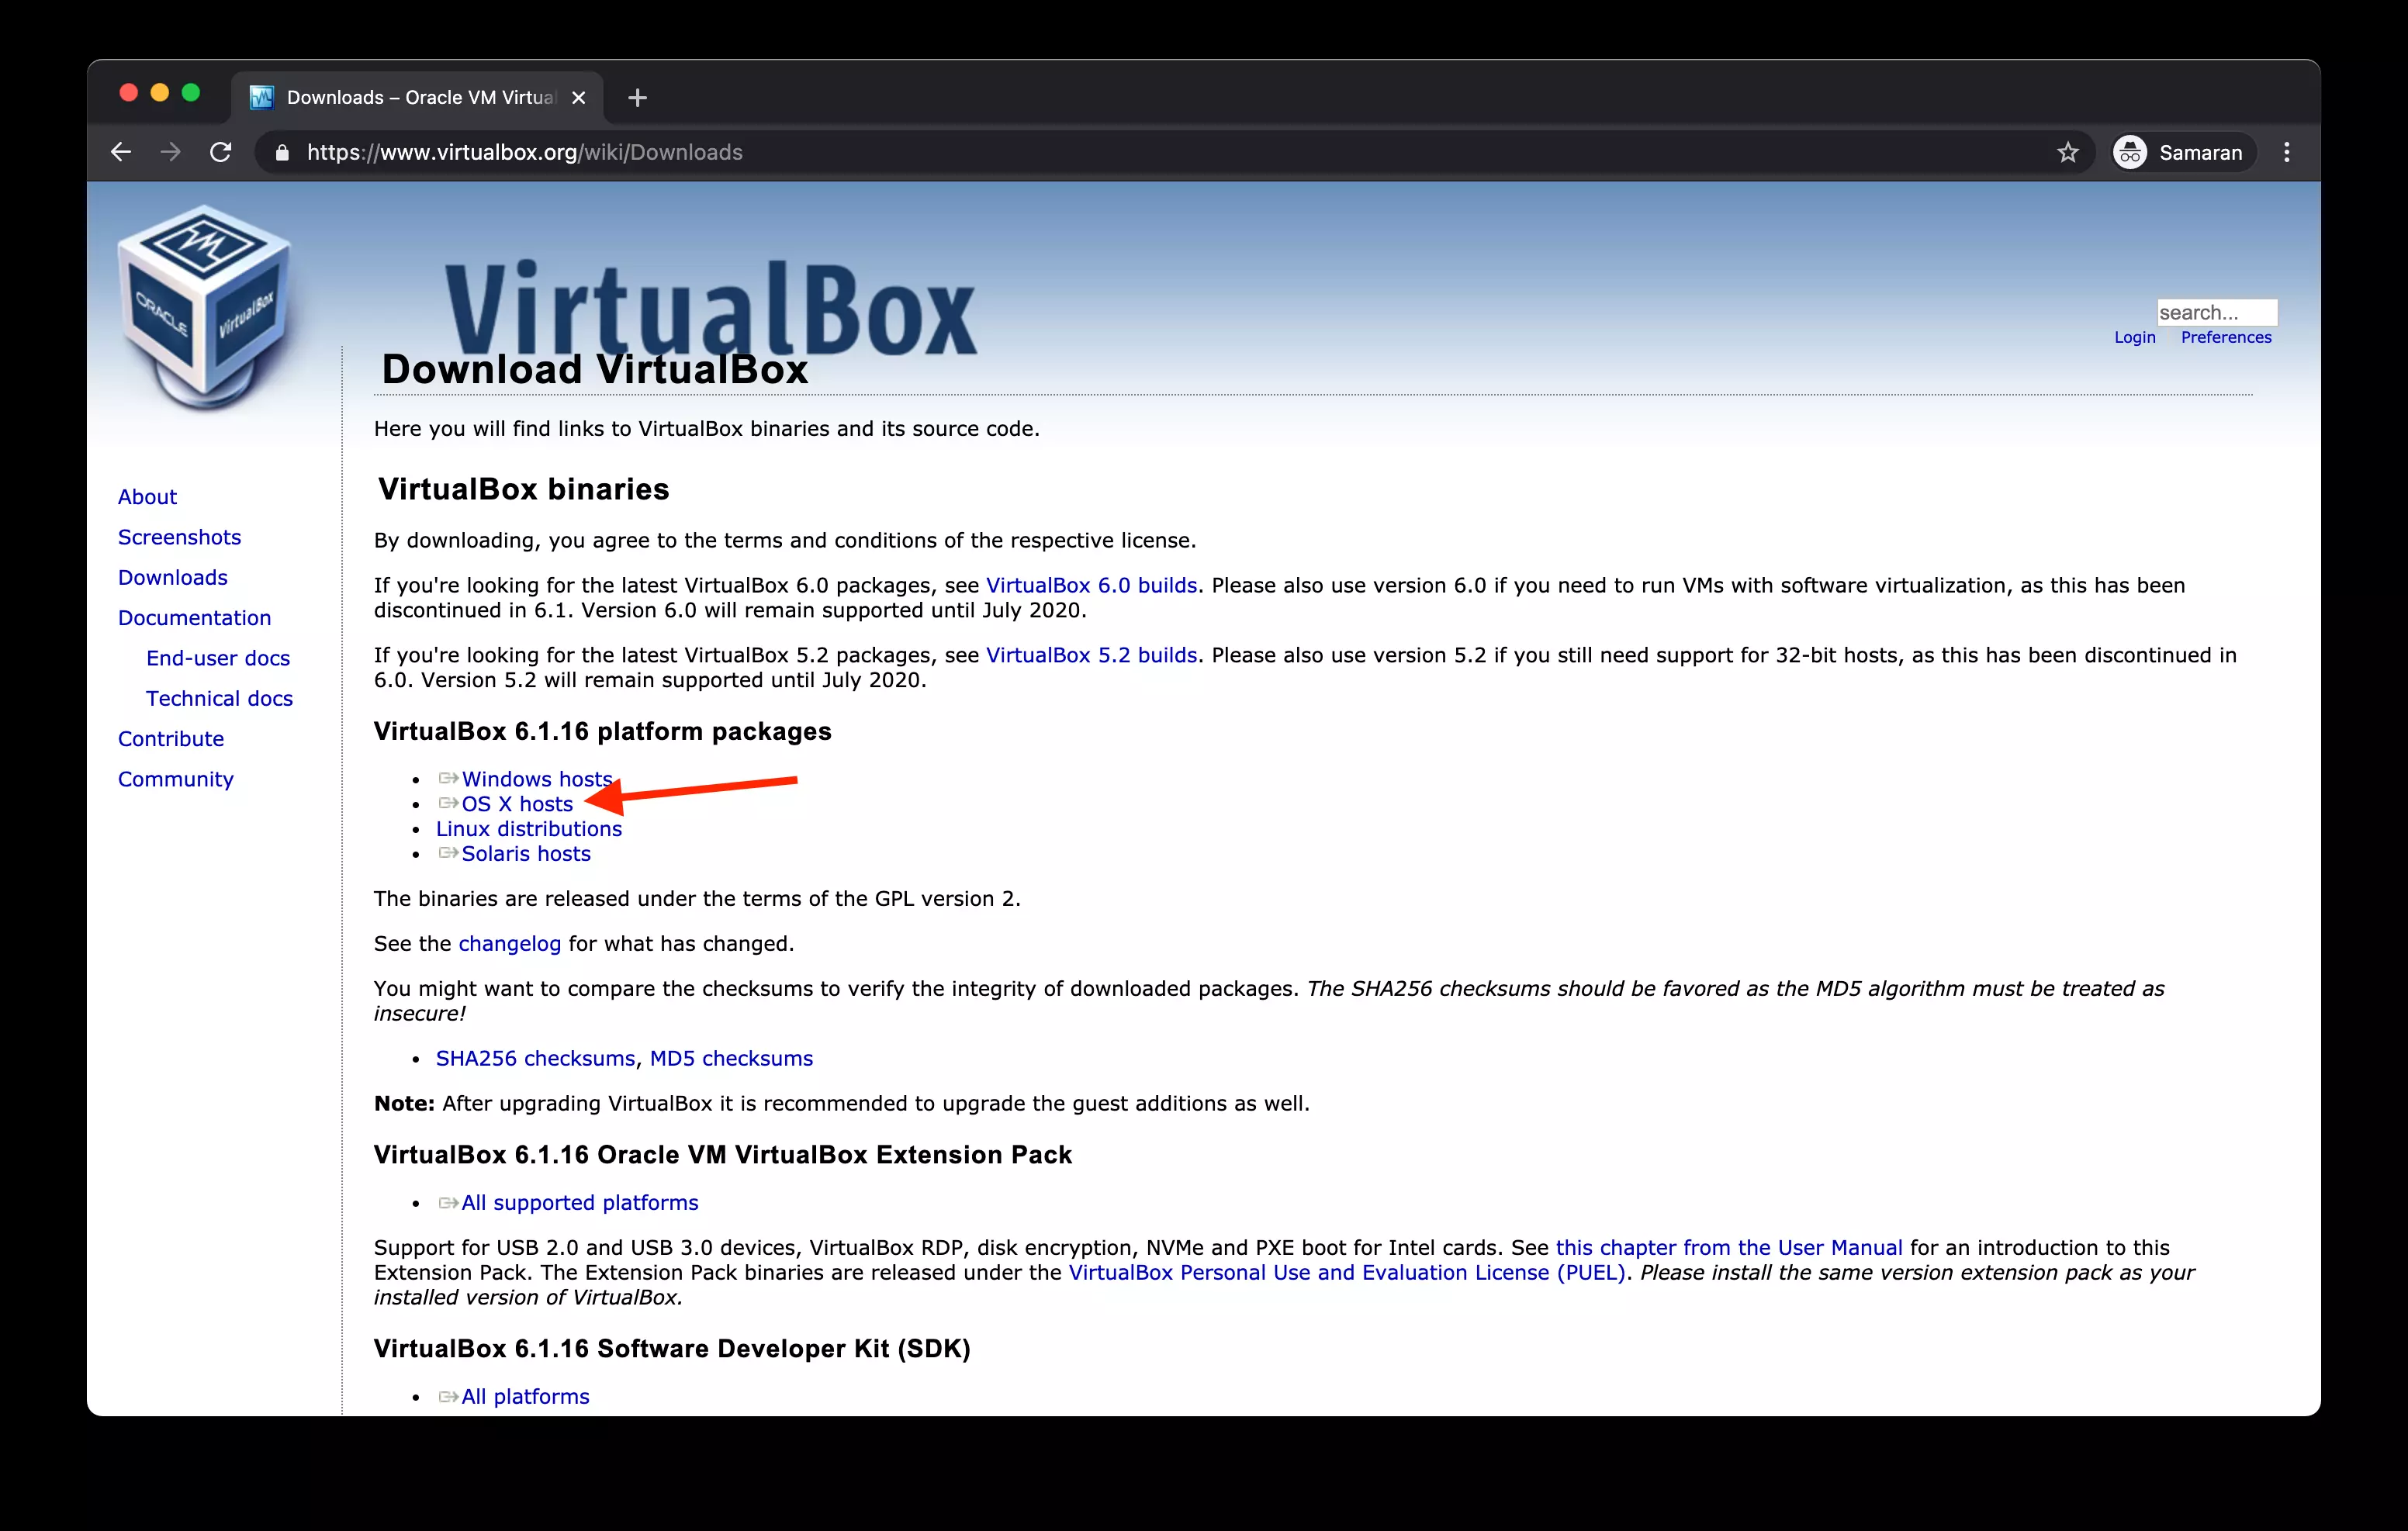 Downloads – Oracle VM Virtual
https://www.virtualbox.org/wiki/Downloads
Samaran
ORACLE
VirtualBox
VirtualBox
search...
Login Preferences
Download VirtualBox
Here you will find links to VirtualBox binaries and its source code.
About
Screenshots
Downloads
Documentation
End-user docs
Technical docs
Contribute
Community
VirtualBox binaries
By downloading, you agree to the terms and conditions of the respective license.
If you're looking for the latest VirtualBox 6.0 packages, see VirtualBox 6.0 builds. Please also use version 6.0 if you need to run VMs with software virtualization, as this has been
discontinued in 6.1. Version 6.0 will remain supported until July 2020.
If you're looking for the latest VirtualBox 5.2 packages, see VirtualBox 5.2 builds. Please also use version 5.2 if you still need support for 32-bit hosts, as this has been discontinued in
6.0. Version 5.2 will remain supported until July 2020.
VirtualBox 6.1.16 platform packages
• Windows hosts
• OS X hosts
• Linux distributions
• Solaris hosts
The binaries are released under the terms of the GPL version 2.
See the changelog for what has changed.
You might want to compare the checksums to verify the integrity of downloaded packages. The SHA256 checksums should be favored as the MD5 algorithm must be treated as
insecure!
• SHA256 checksums, MD5 checksums
Note: After upgrading VirtualBox it is recommended to upgrade the guest additions as well.
VirtualBox 6.1.16 Oracle VM VirtualBox Extension Pack
• All supported platforms
Support for USB 2.0 and USB 3.0 devices, VirtualBox RDP, disk encryption, NVMe and PXE boot for Intel cards. See this chapter from the User Manual for an introduction to this
Extension Pack. The Extension Pack binaries are released under the VirtualBox Personal Use and Evaluation License (PUEL). Please install the same version extension pack as your
installed version of VirtualBox.
VirtualBox 6.1.16 Software Developer Kit (SDK)
• All platforms